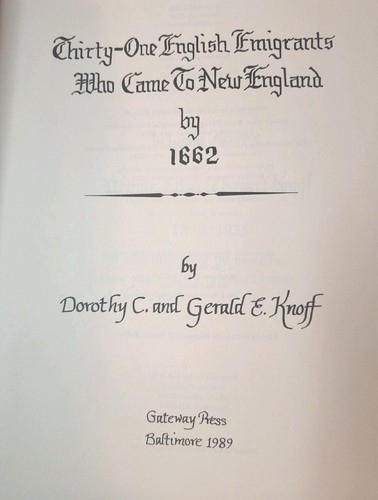 Thirty-One English Emigrants
Who Came To New England
by
1662
by
Dorothy C. and Gerald E. Knoff
Gateway Press
Baltimore 1989